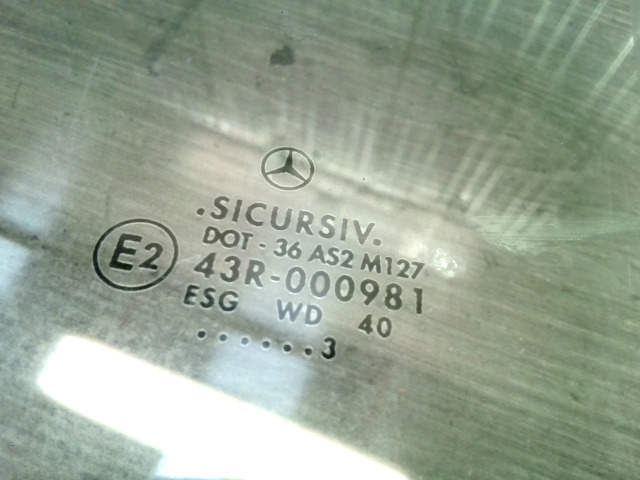 .SICURSIV.
DOT - 36 AS2 M127
E2 43R-000981
ESG WD 40
......3